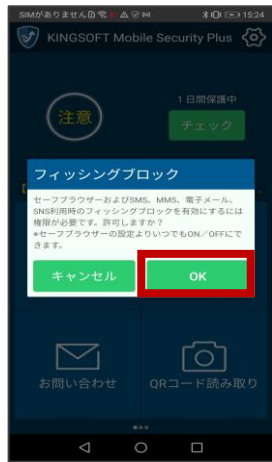 SIMがありません 15:24
KINGSOFT Mobile Security Plus
注意
1日間保護中
チェック
フィッシングブロック
セーフブラウザーおよびSMS、MMS、電子メール、
SNS利用時のフィッシングブロックを有効にするには
権限が必要です。許可しますか？
※セーフブラウザーの設定よりいつでもON／OFFにで
きます。
キャンセル
OK
お問い合わせ
QRコード読み取り